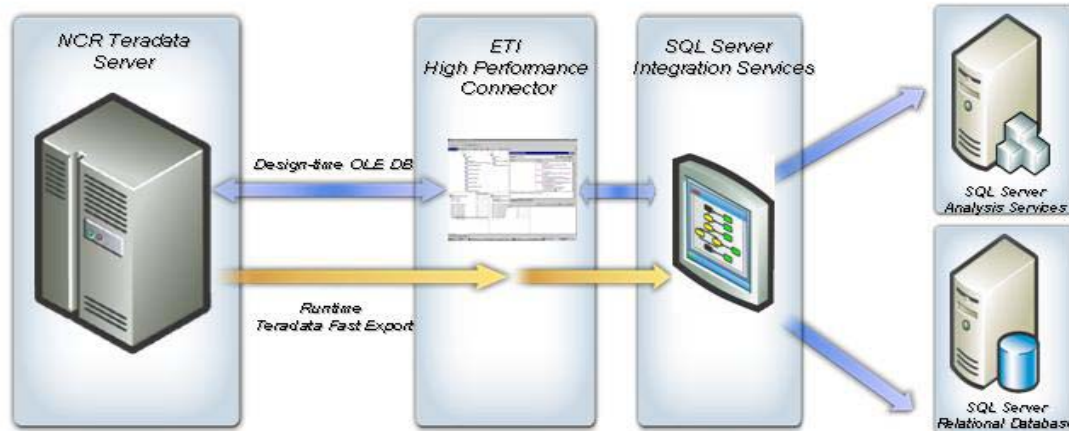 NCR Teradata
Server
ETI
High Performance
Connector
SQL Server
Integration Services
Design-time OLE DB
Runtime
Teradata Fast Export
SQL Server
Analysis Services
SQL Server
Relational Database